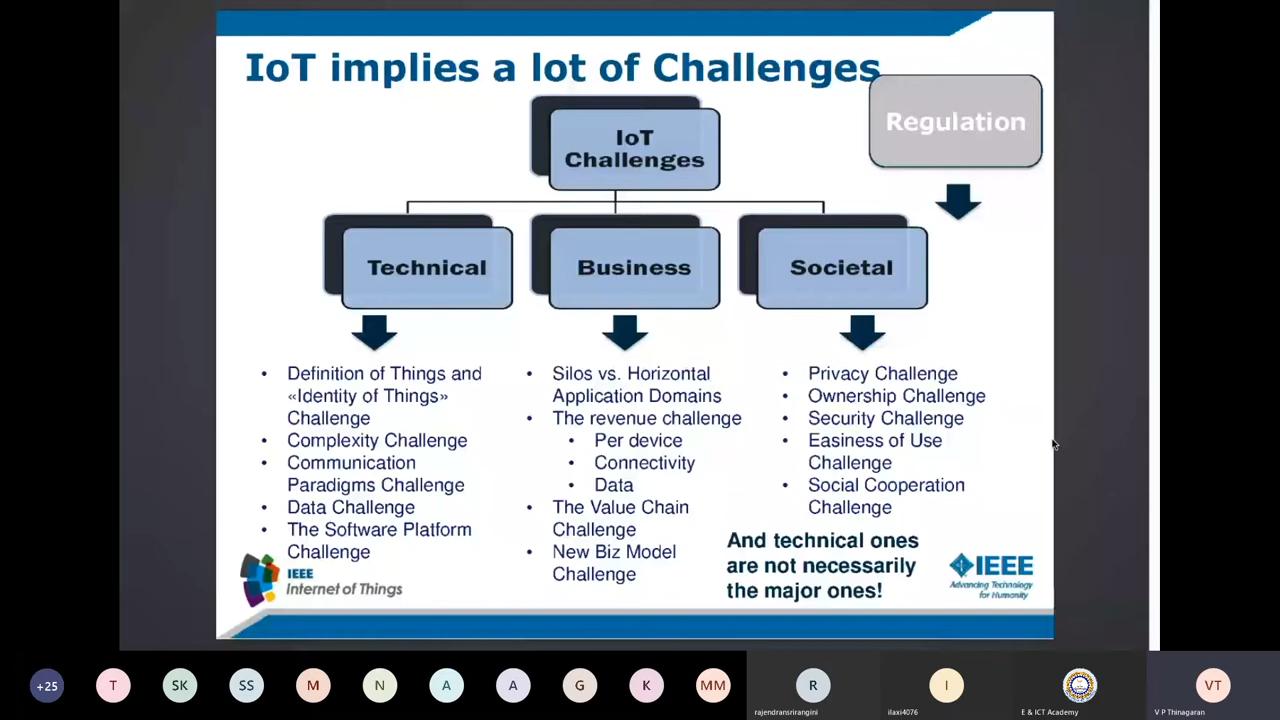 IoT implies a lot of Challenges
Regulation
IoT
Challenges
Technical
Business
Societal
• Definition of Things and
«Identity of Things»
Challenge
• Complexity Challenge
• Communication
Paradigms Challenge
• Data Challenge
• The Software Platform
Challenge
• Silos vs. Horizontal
Application Domains
• The revenue challenge
• Per device
• Connectivity
• Data
• The Value Chain
Challenge
• New Biz Model
Challenge
• Privacy Challenge
• Ownership Challenge
• Security Challenge
• Easiness of Use
Challenge
• Social Cooperation
Challenge
And technical ones
are not necessarily
the major ones!
IEEE
Internet of Things
IEEE
Advancing Technology
for Humanity
+25
T
SK
SS
M
N
A
A
G
K
MM
R
I
VT
rajendransrirangini
ilaxi4076
E & ICT Academy
V P Thinagaran